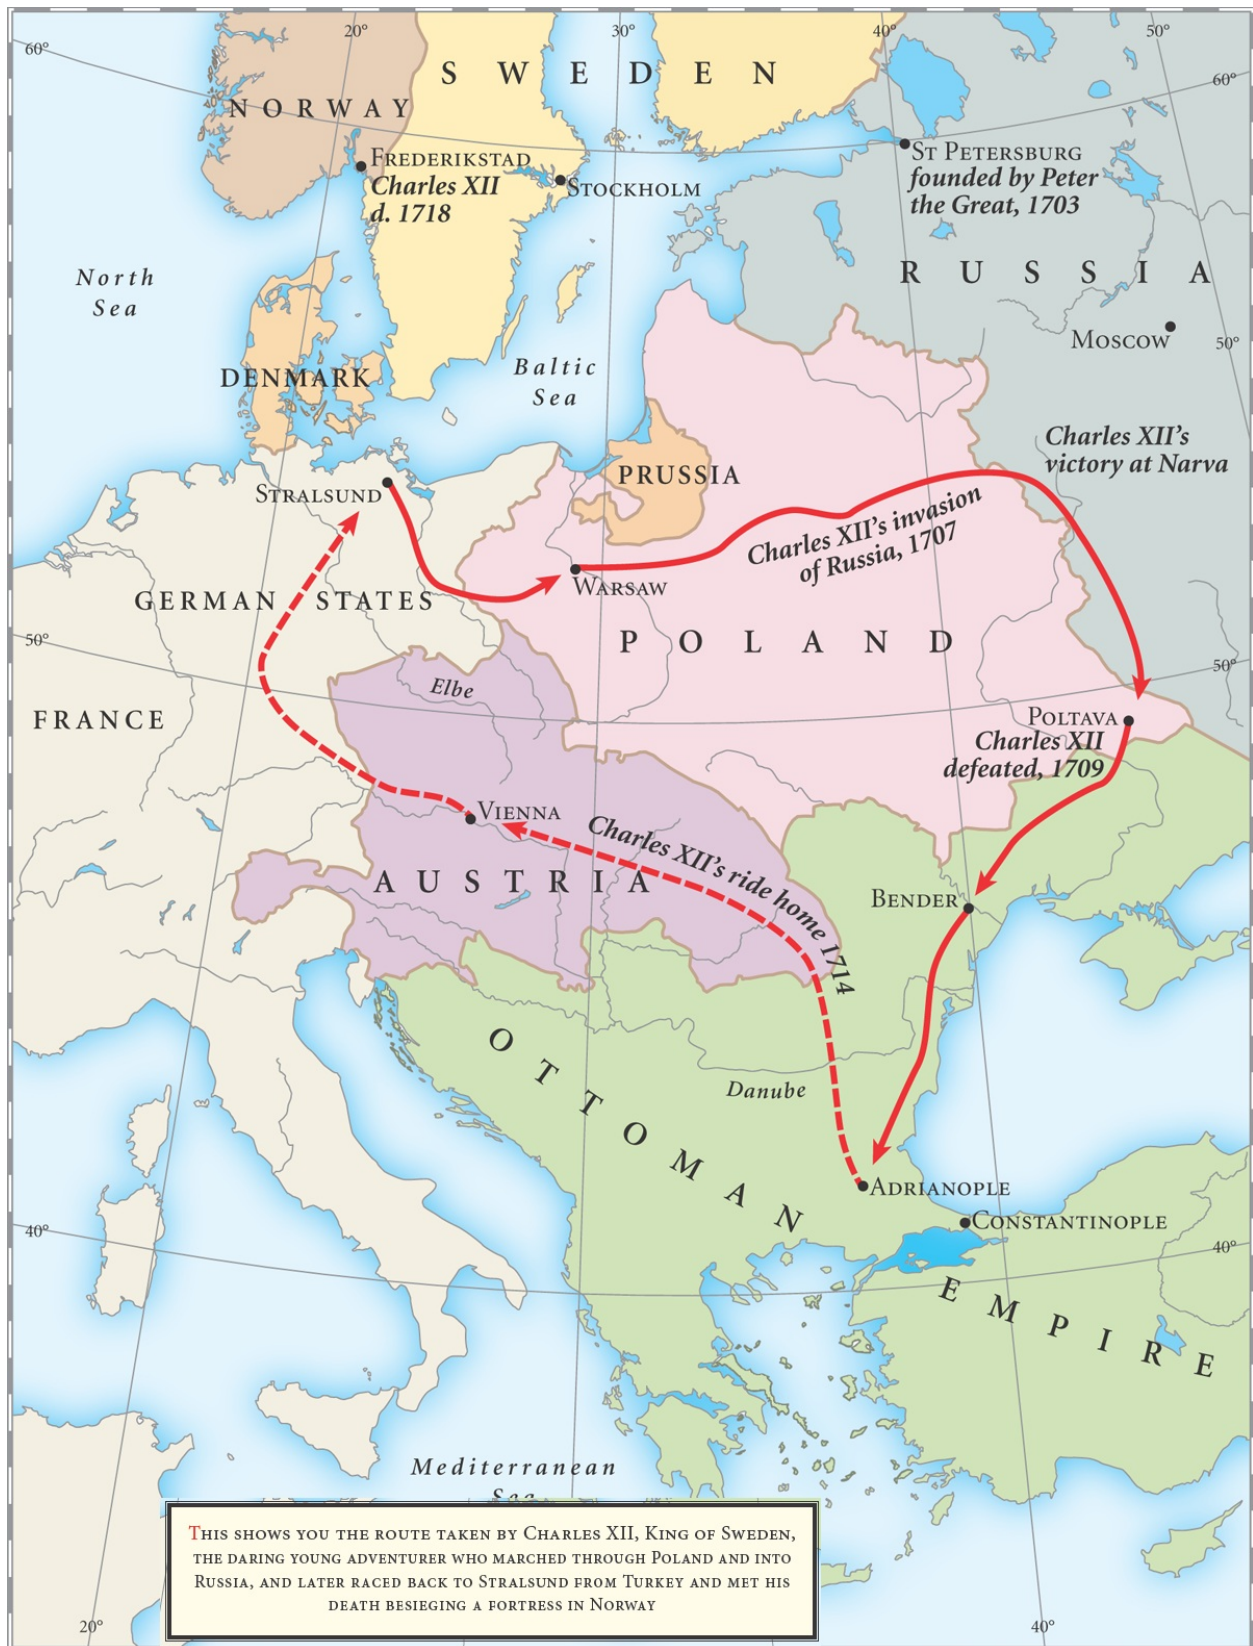 20°
30°
40°
50°
60°
60°
SWEDEN
NORWAY
FREDERIKSTAD
Charles XII
d. 1718
STOCKHOLM
ST PETERSBURG
founded by Peter
the Great, 1703
RUSSIA
North
Sea
MOSCOW
50°
DENMARK
Baltic
Sea
Charles XII's
victory at Narva
PRUSSIA
STRALSUND
Charles XII's invasion
of Russia, 1707
WARSAW
GERMAN STATES
50°
POLAND
50°
Elbe
FRANCE
POLTAVA
Charles XII
defeated, 1709
VIENNA
Charles XII's ride home 1714
AUSTRIA
BENDER
OTTOMAN
Danube
ADRIANOPLE
CONSTANTINOPLE
40°
40°
EMPIRE
Mediterranean
Sea
THIS SHOWS YOU THE ROUTE TAKEN BY CHARLES XII, KING OF SWEDEN,
THE DARING YOUNG ADVENTURER WHO MARCHED THROUGH POLAND AND INTO
RUSSIA, AND LATER RACED BACK TO STRALSUND FROM TURKEY AND MET HIS
DEATH BESIEGING A FORTRESS IN NORWAY
20°
40°